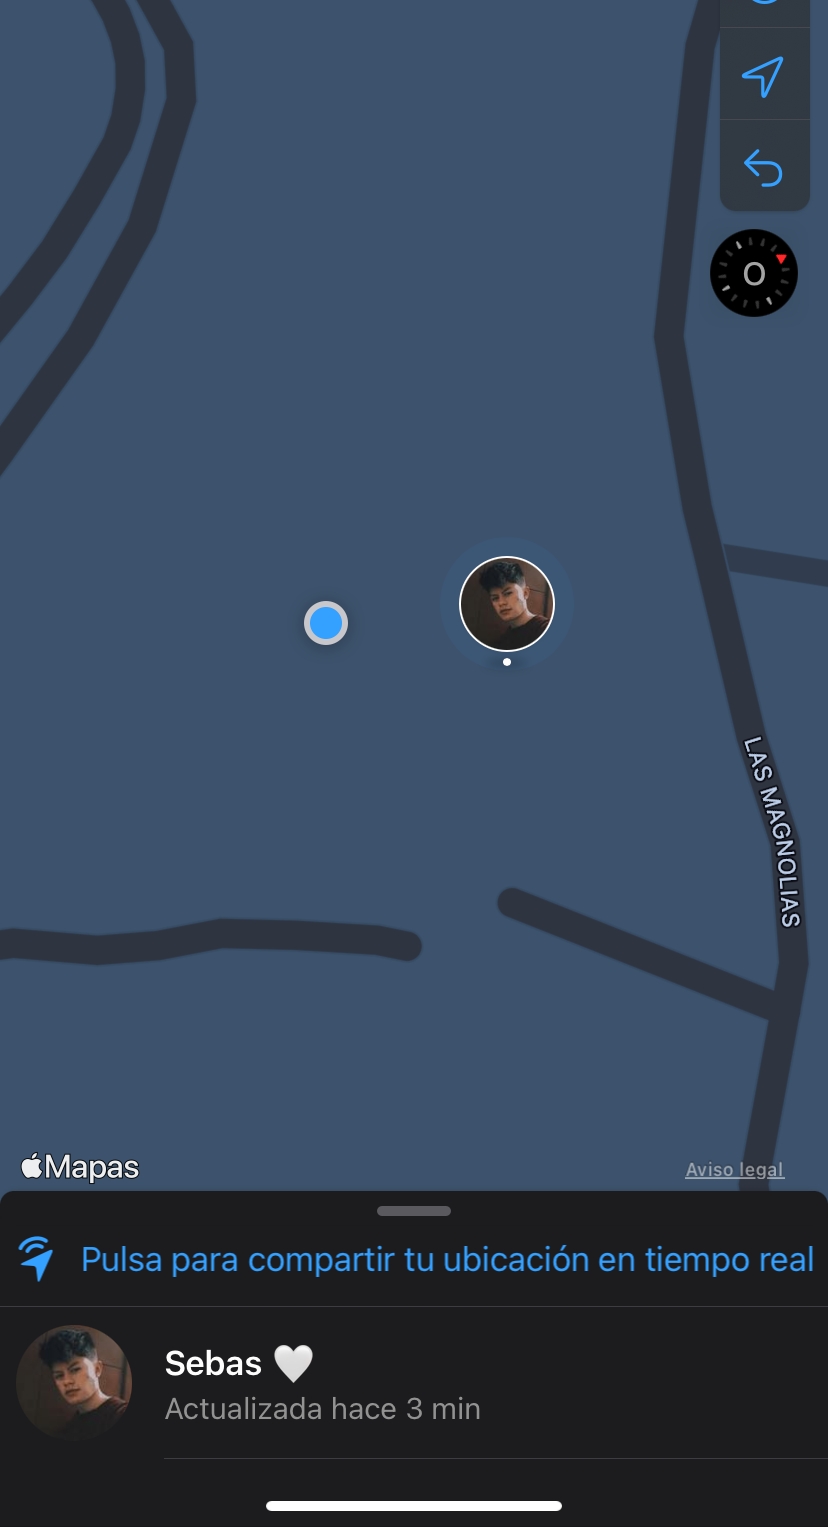 O
LAS MAGNOLIAS
Mapas
Aviso legal
Pulsa para compartir tu ubicación en tiempo real
Sebas 🤍
Actualizada hace 3 min